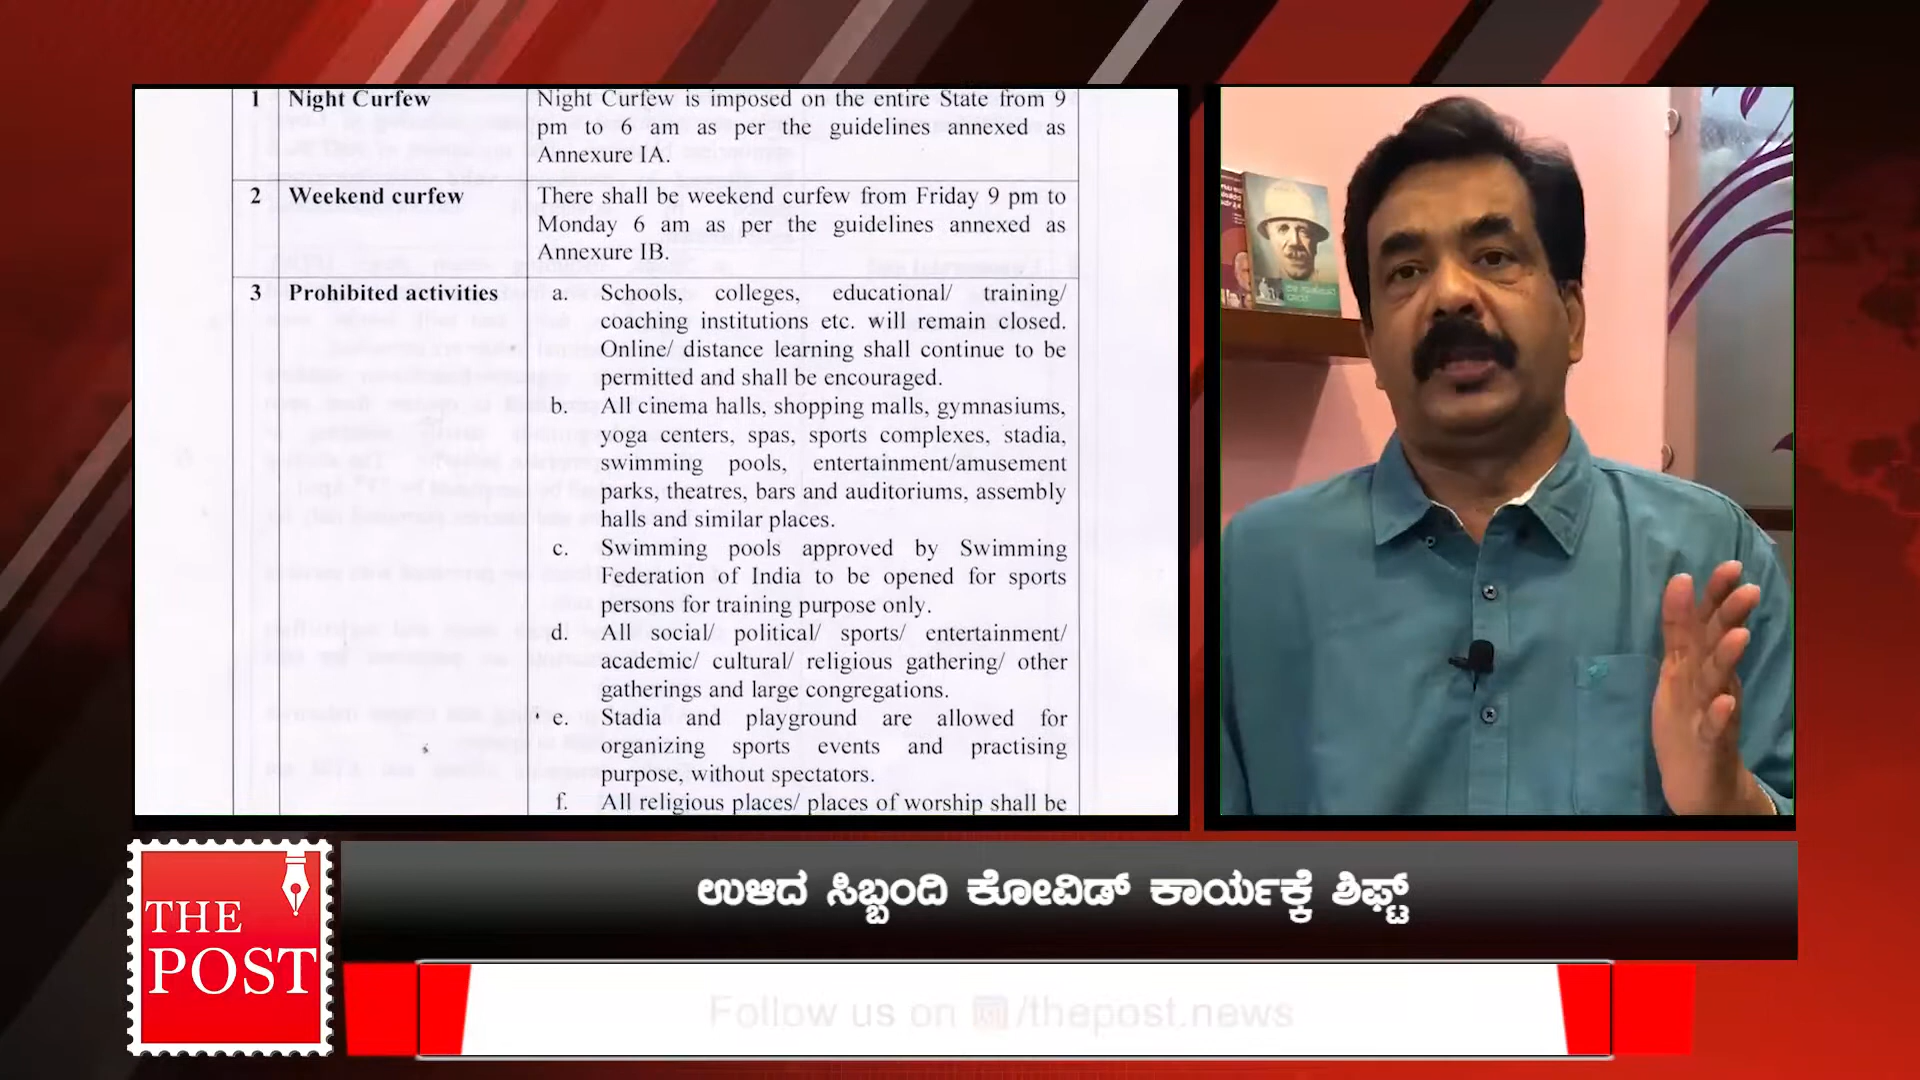 1 Night Curfew Night Curfew is imposed on the entire State from 9
pm to 6 am as per the guidelines annexed as
Annexure IA.
2 Weekend curfew There shall be weekend curfew from Friday 9 pm to
Monday 6 am as per the guidelines annexed as
Annexure IB.
3 Prohibited activities a. Schools, colleges, educational/ training/
coaching institutions etc. will remain closed.
Online/ distance learning shall continue to be
permitted and shall be encouraged.
b. All cinema halls, shopping malls, gymnasiums,
yoga centers, spas, sports complexes, stadia,
swimming pools, entertainment/amusement
parks, theatres, bars and auditoriums, assembly
halls and similar places.
c. Swimming pools approved by Swimming
Federation of India to be opened for sports
persons for training purpose only.
d. All social/ political/ sports/ entertainment/
academic/ cultural/ religious gathering/ other
gatherings and large congregations.
e. Stadia and playground are allowed for
organizing sports events and practising
purpose, without spectators.
f. All religious places/ places of worship shall be
THE
POST
ಉಳಿದ ಸಿಬ್ಬಂದಿ ಕೋವಿಡ್ ಕಾರ್ಯಕ್ಕೆ ಶಿಫ್ಟ್
Follow us on /thepost.news